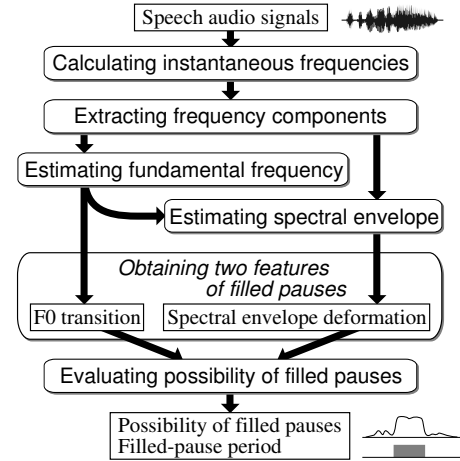 Speech audio signals
Calculating instantaneous frequencies
Extracting frequency components
Estimating fundamental frequency
Estimating spectral envelope
Obtaining two features
of filled pauses
F0 transition
Spectral envelope deformation
Evaluating possibility of filled pauses
Possibility of filled pauses
Filled-pause period